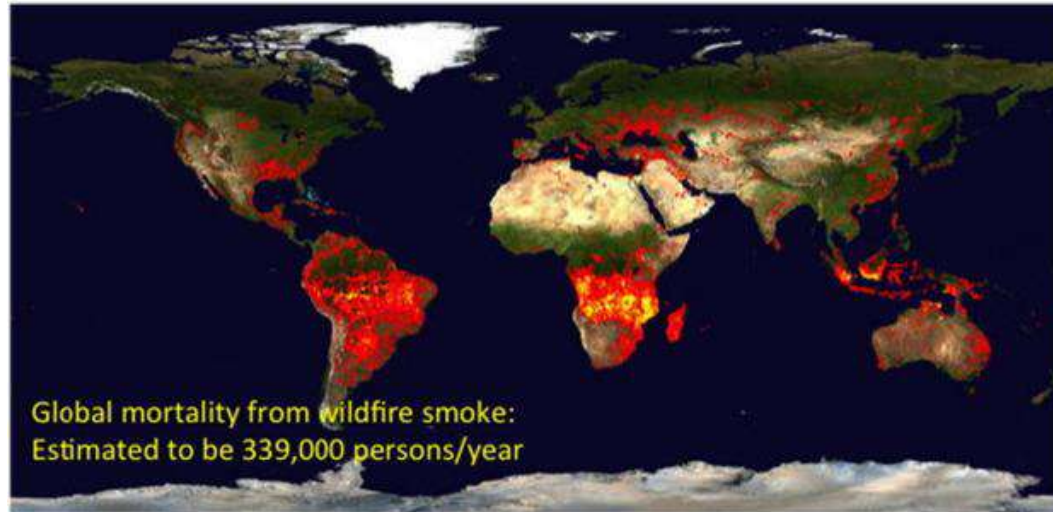 Global mortality from wildfire smoke:
Estimated to be 339,000 persons/year